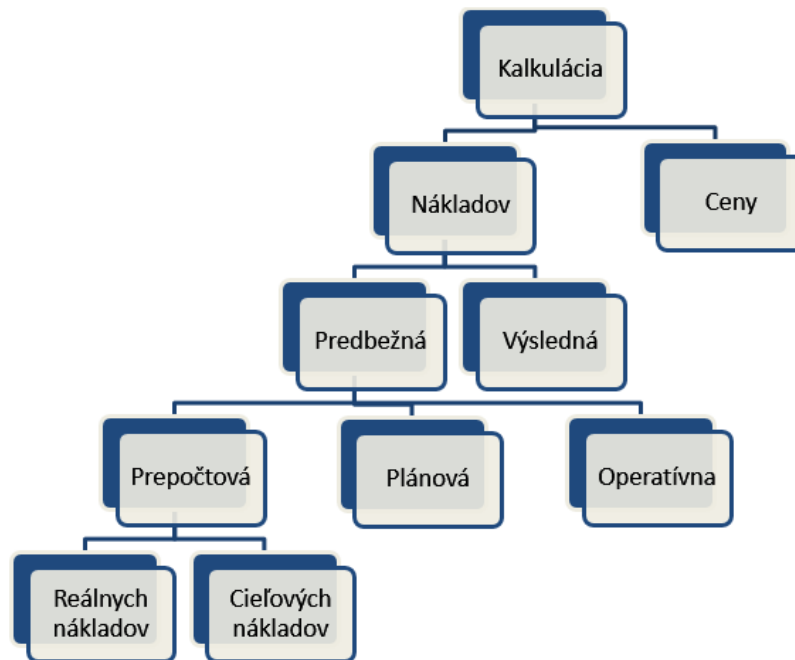 Kalkulácia
Nákladov
Ceny
Predbežná
Výsledná
Prepočtová
Plánová
Operatívna
Reálnych
nákladov
Cieľových
nákladov